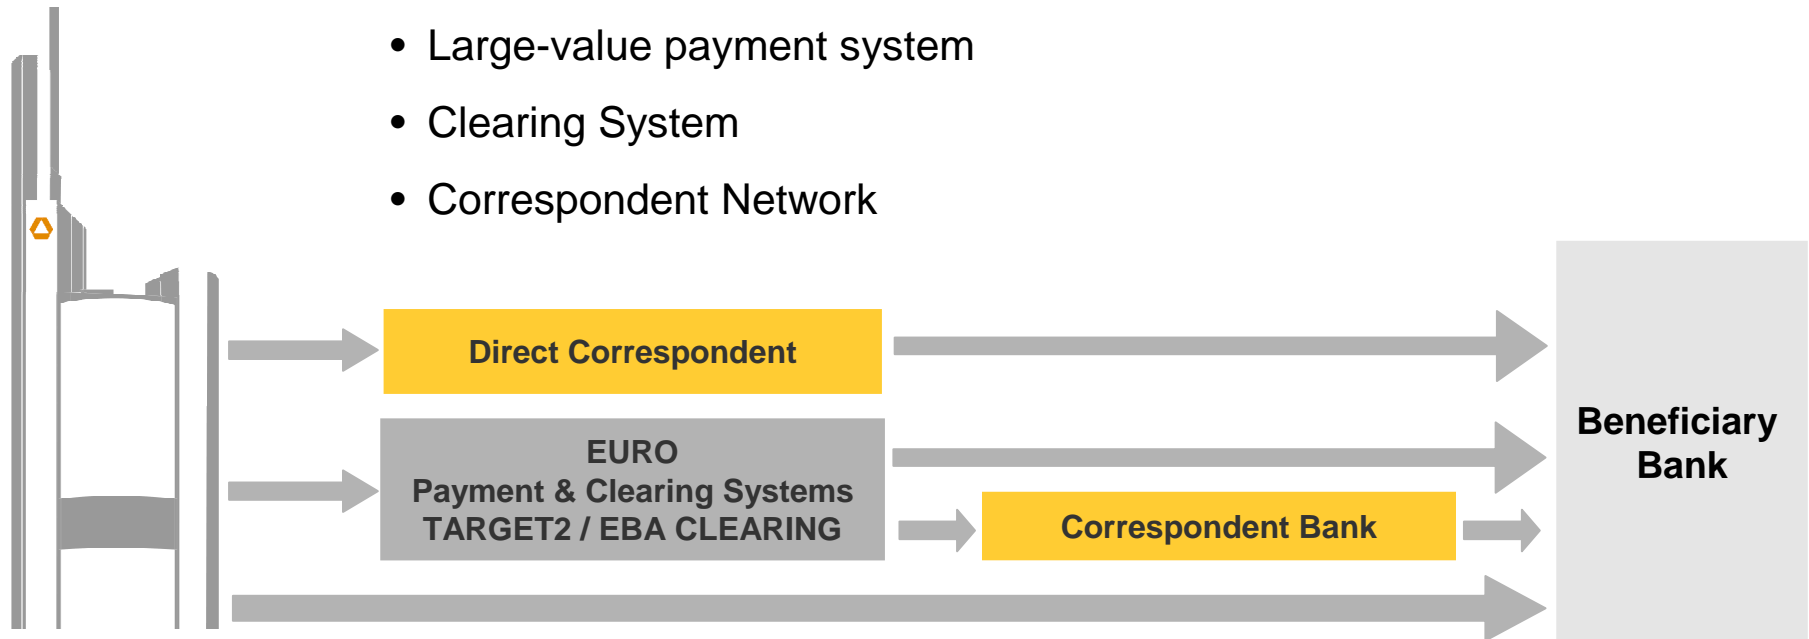 • Large-value payment system
• Clearing System
• Correspondent Network
Direct Correspondent
EURO
Payment & Clearing Systems
TARGET2 / EBA CLEARING
Correspondent Bank
Beneficiary
Bank